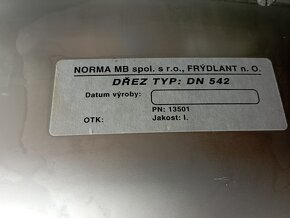 NORMA MB spol. s r.o., FRÝDLANT n. O.
DŘEZ TYP: DN 542
Datum výroby:
PN: 13501
OTK: Jakost: I.